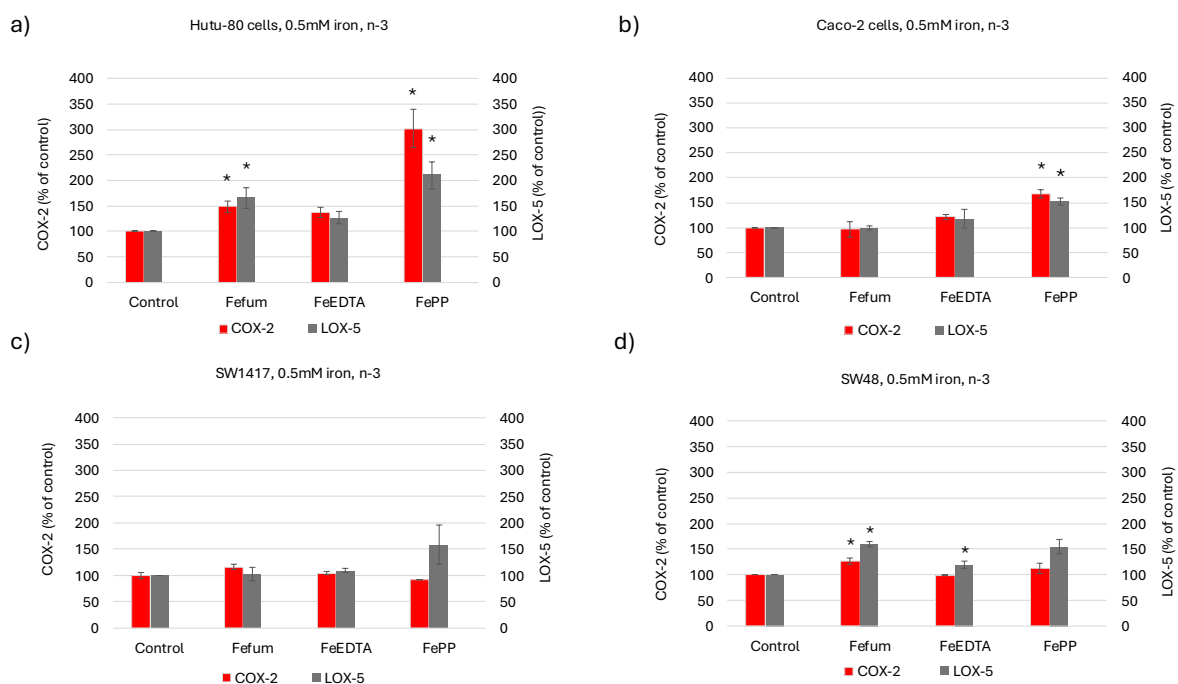 a)
Hutu-80 cells, 0.5mM iron, n-3
400
350
300
250
200
150
100
50
0
COX-2 (% of control)
400
350
300
250
200
150
100
50
0
LOX-5 (% of control))
* * * *
Control Fefum FeEDTA FePP
COX-2 LOX-5
b)
Caco-2 cells, 0.5mM iron, n-3
400
350
300
250
200
150
100
50
0
COX-2 (% of control)
400
350
300
250
200
150
100
50
0
LOX-5 (% of control)
* *
Control Fefum FeEDTA FePP
COX-2 LOX-5
c)
SW1417, 0.5mM iron, n-3
400
350
300
250
200
150
100
50
0
COX-2 (% of control)
400
350
300
250
200
150
100
50
0
LOX-5 (% of control)
Control Fefum FeEDTA FePP
COX-2 LOX-5
d)
SW48, 0.5mM iron, n-3
400
350
300
250
200
150
100
50
0
COX-2 (% of control)
400
350
300
250
200
150
100
50
0
LOX-5 (% of control)
* * *
Control Fefum FeEDTA FePP
COX-2 LOX-5